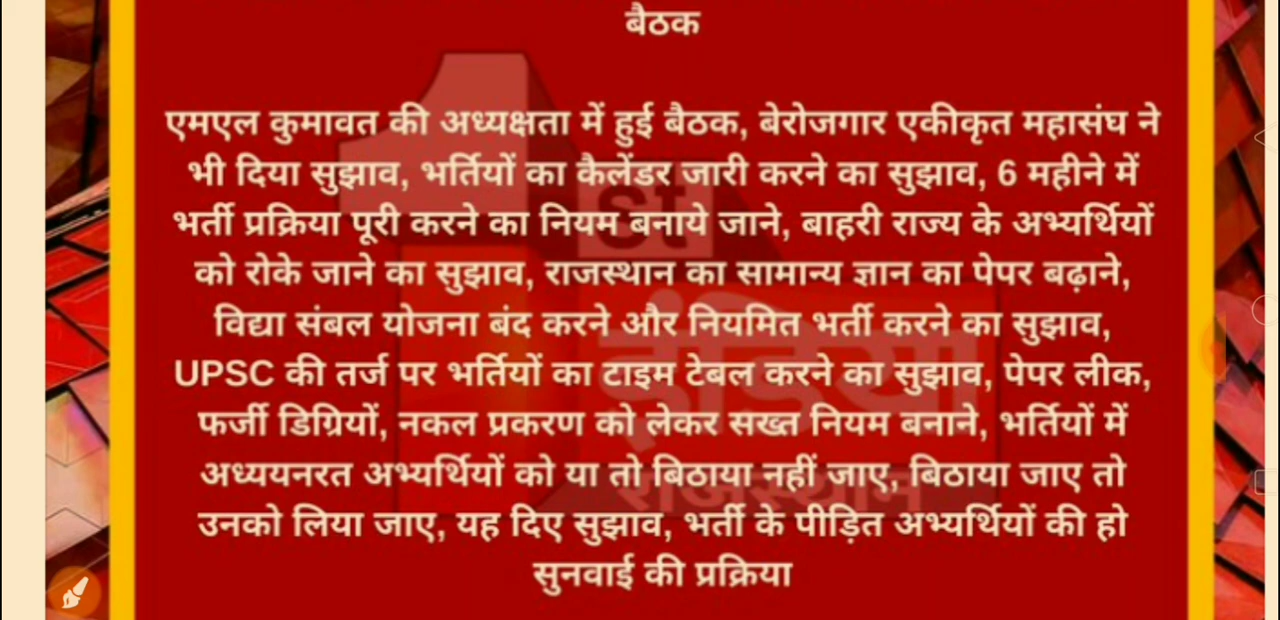 बैठक
एमएल कुमावत की अध्यक्षता में हुई बैठक, बेरोजगार एकीकृत महासंघ ने
भी दिया सुझाव, भर्तियों का कैलेंडर जारी करने का सुझाव, 6 महीने में
भर्ती प्रक्रिया पूरी करने का नियम बनाये जाने, बाहरी राज्य के अभ्यर्थियों
को रोके जाने का सुझाव, राजस्थान का सामान्य ज्ञान का पेपर बढ़ाने,
विद्या संबल योजना बंद करने और नियमित भर्ती करने का सुझाव,
UPSC की तर्ज पर भर्तियों का टाइम टेबल करने का सुझाव, पेपर लीक,
फर्जी डिग्रियों, नकल प्रकरण को लेकर सख्त नियम बनाने, भर्तियों में
अध्ययनरत अभ्यर्थियों को या तो बिठाया नहीं जाए, बिठाया जाए तो
उनको लिया जाए, यह दिए सुझाव, भर्ती के पीड़ित अभ्यर्थियों की हो
सुनवाई की प्रक्रिया
1st
इंडिया
राजस्थान